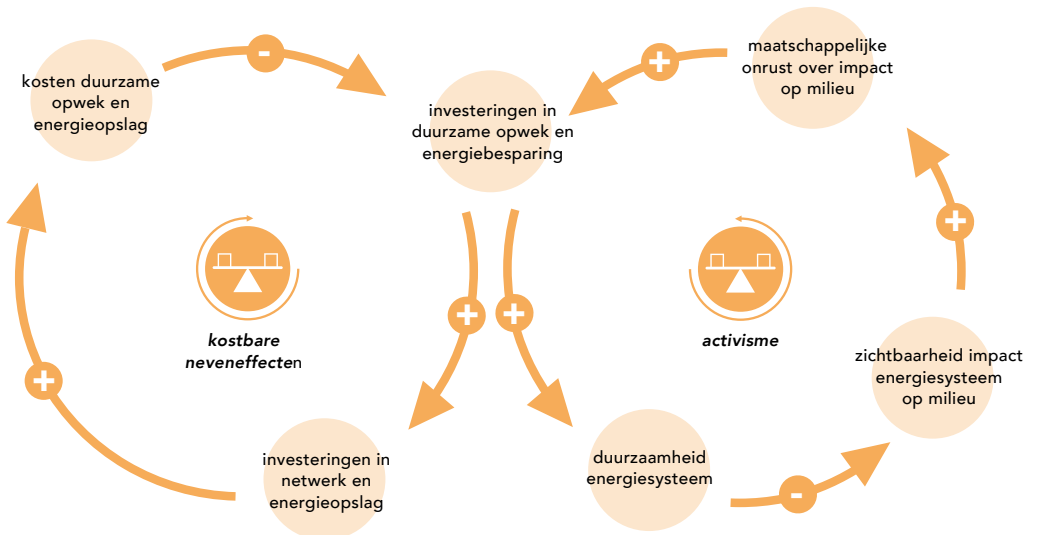 kosten duurzame
opwek en
energieopslag
-
investeringen in
duurzame opwek en
energiebesparing
+
maatschappelijke
onrust over impact
op milieu
+
kostbare
neveneffecten
+
+
activisme
zichtbaarheid impact
energiesysteem
op milieu
+
investeringen in
netwerk en
energieopslag
duurzaamheid
energiesysteem
-